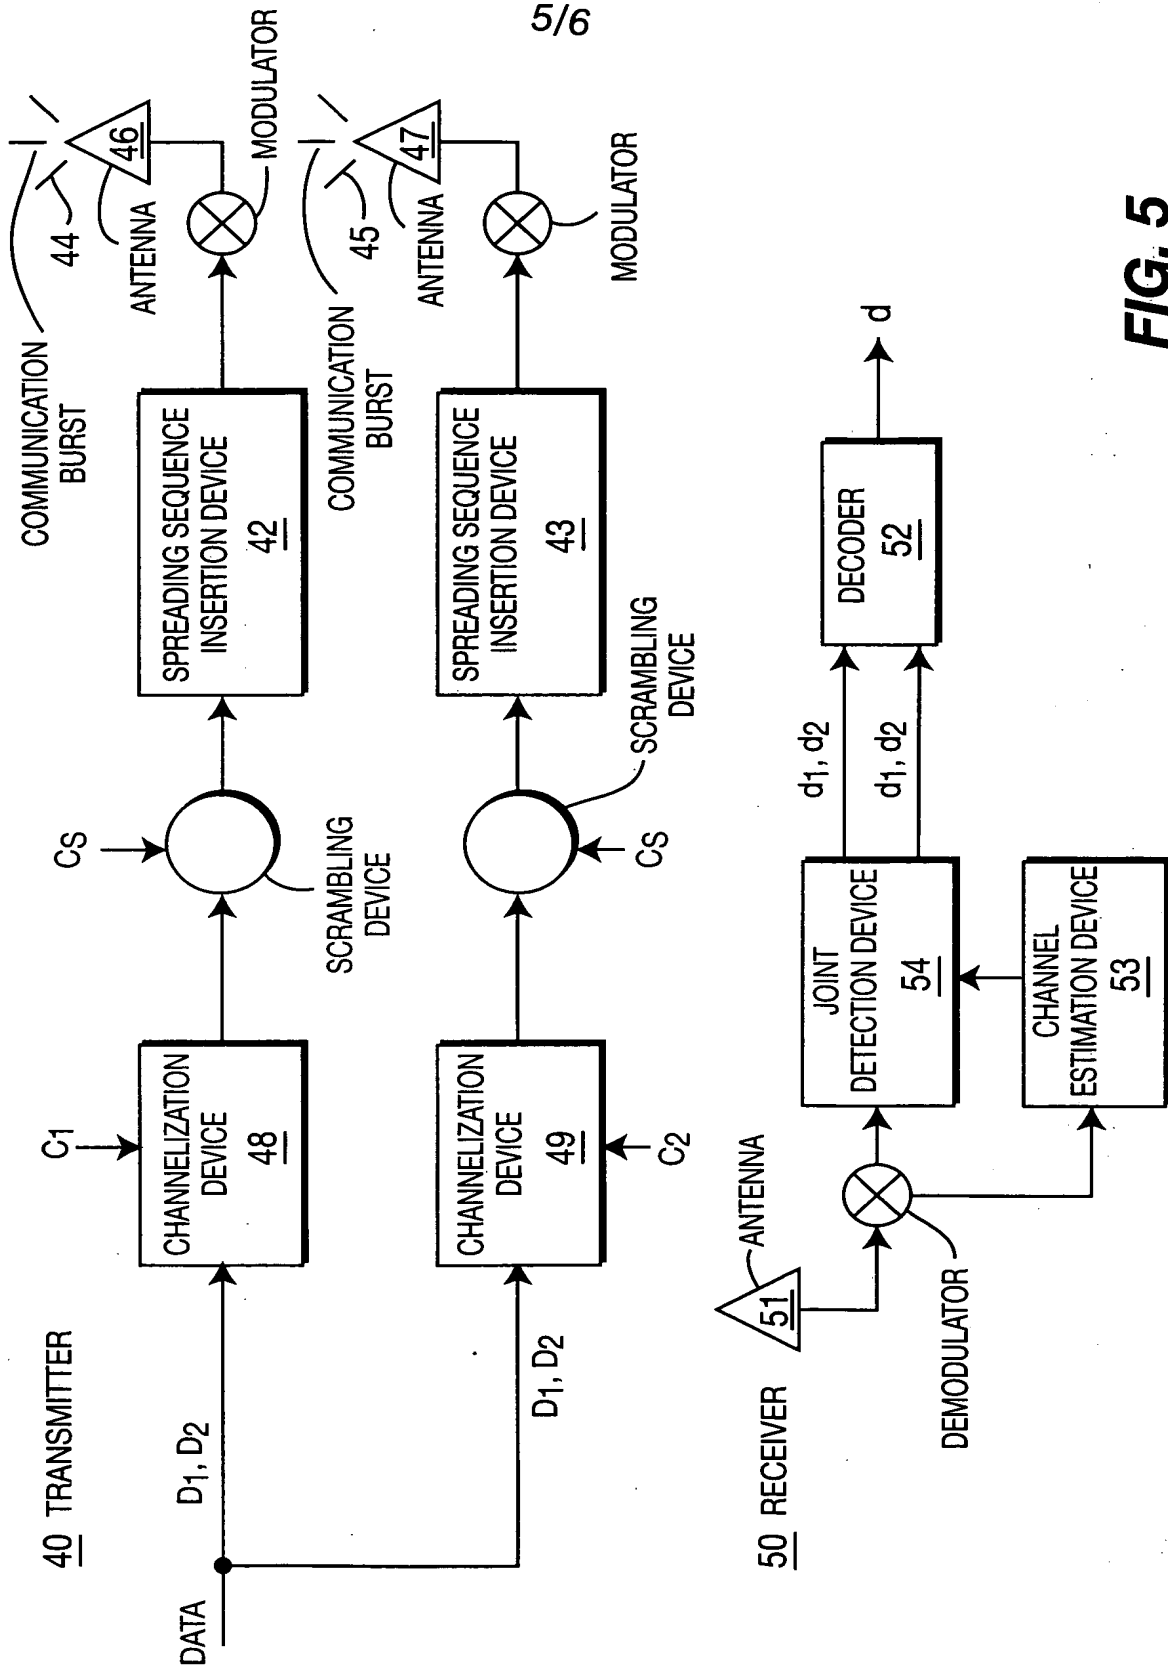 5/6
40 TRANSMITTER
DATA
D1, D2
D1, D2
C1
CHANNELIZATION
DEVICE
48
CS
SCRAMBLING
DEVICE
SPREADING SEQUENCE
INSERTION DEVICE
42
MODULATOR
ANTENNA
46
44
COMMUNICATION
BURST
CHANNELIZATION
DEVICE
49
C2
CS
SCRAMBLING
DEVICE
SPREADING SEQUENCE
INSERTION DEVICE
43
MODULATOR
ANTENNA
47
45
COMMUNICATION
BURST
50 RECEIVER
51
ANTENNA
DEMODULATOR
JOINT
DETECTION DEVICE
54
CHANNEL
ESTIMATION DEVICE
53
d1, d2
d1, d2
DECODER
52
d
FIG. 5